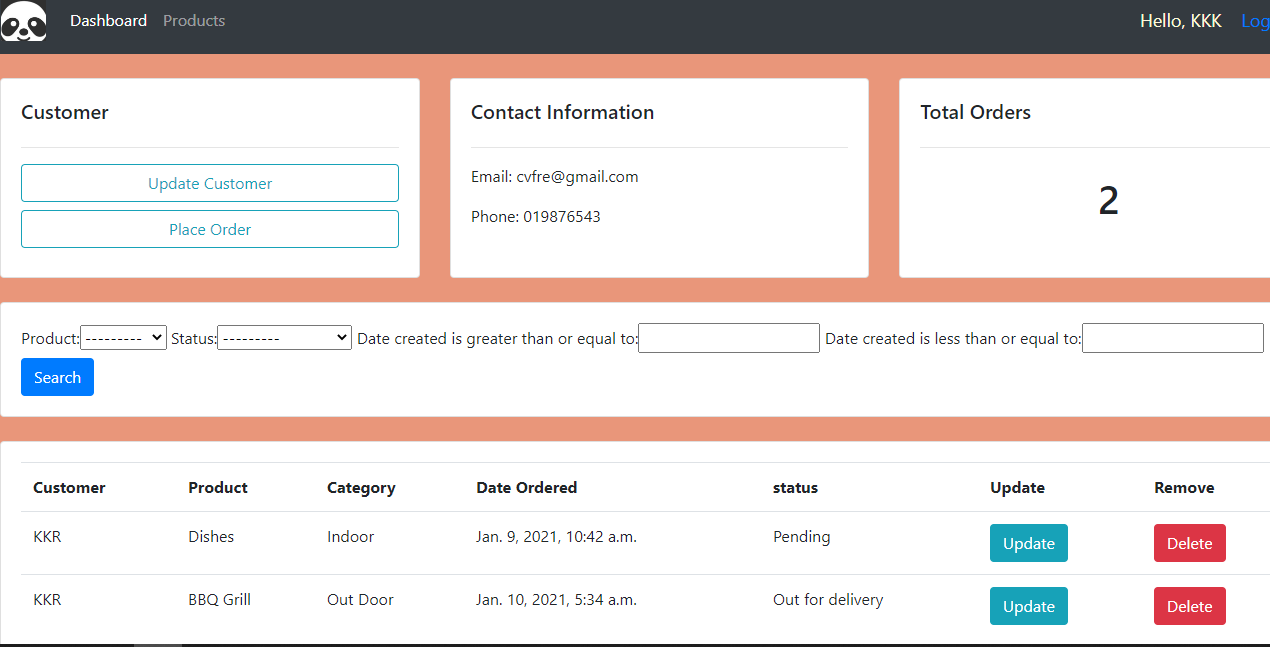 Dashboard Products Hello, KKK Log
Customer
Update Customer
Place Order
Contact Information
Email: cvfre@gmail.com
Phone: 019876543
Total Orders
2
Product: --------- Status: --------- Date created is greater than or equal to: Date created is less than or equal to:
Search
Customer Product Category Date Ordered status Update Remove
KKR Dishes Indoor Jan. 9, 2021, 10:42 a.m. Pending Update Delete
KKR BBQ Grill Out Door Jan. 10, 2021, 5:34 a.m. Out for delivery Update Delete